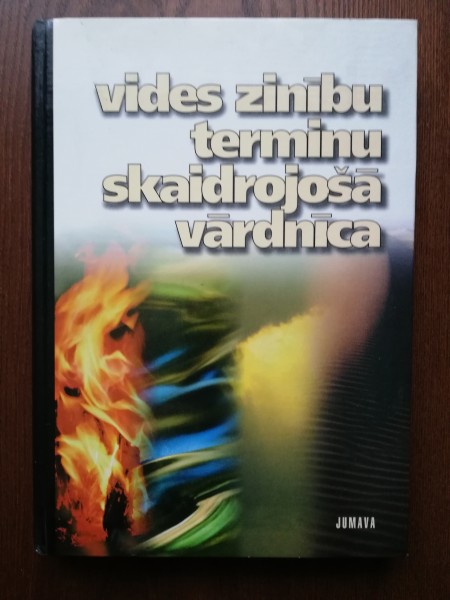 vides zinību
terminu
skaidrojošā
vārdnīca
JUMAVA